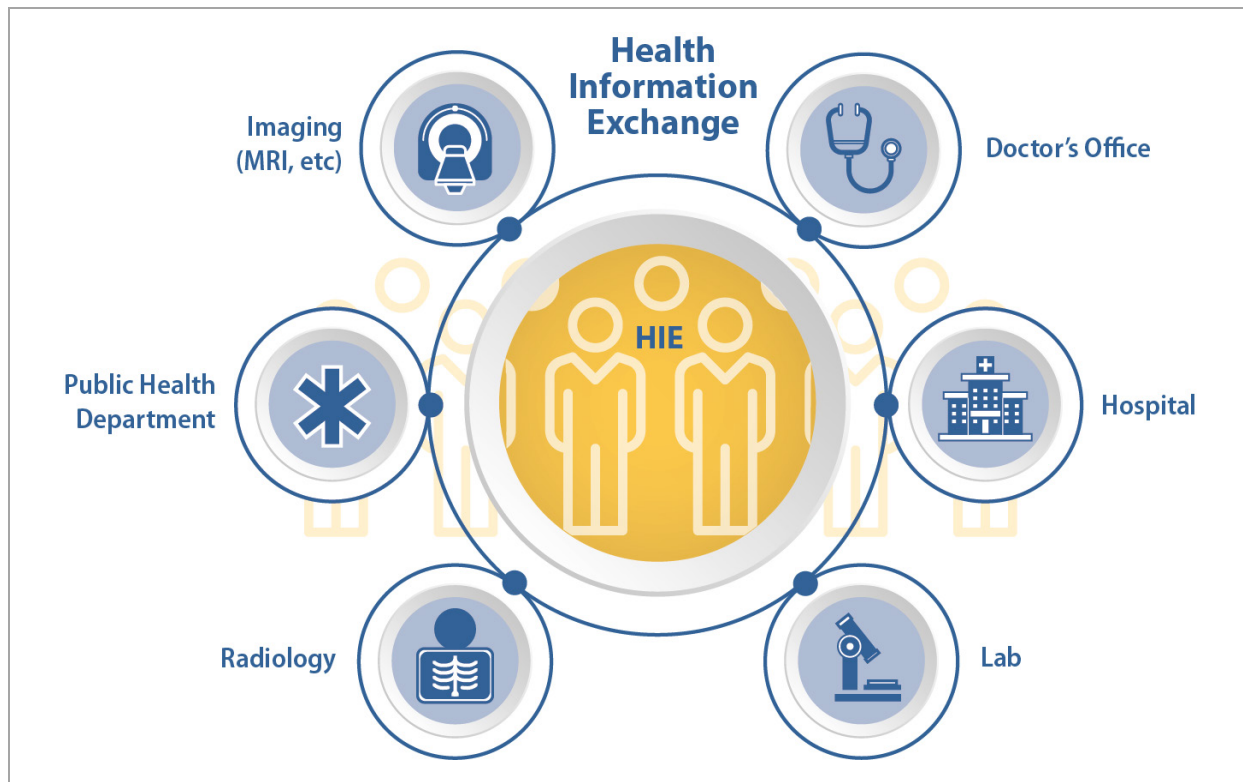 Health
Information
Exchange
Imaging
(MRI, etc)
Doctor's Office
HIE
Public Health
Department
Hospital
Radiology
Lab